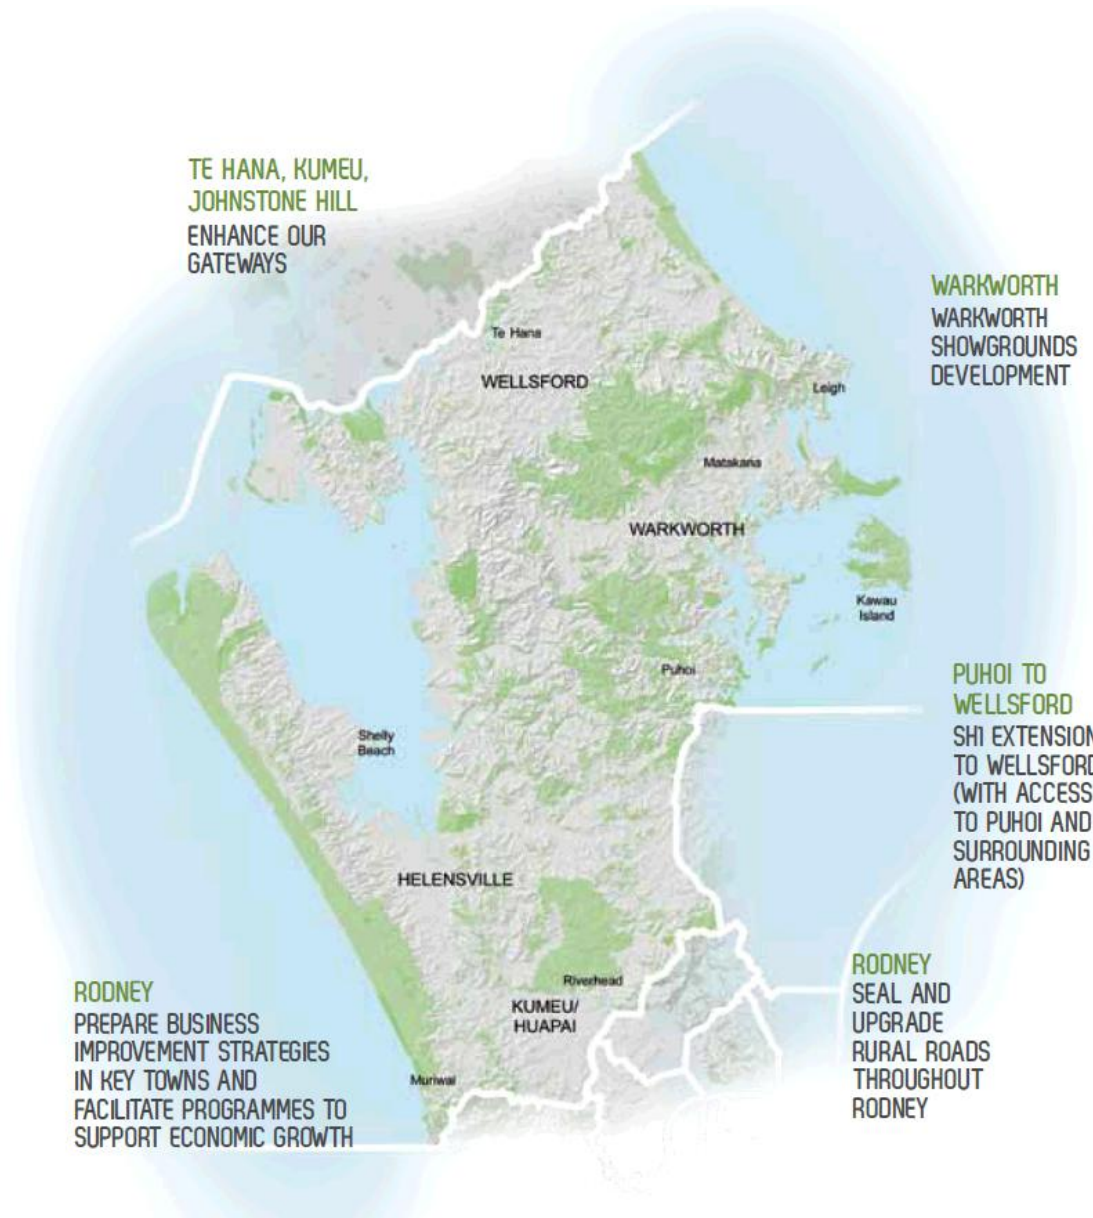 TE HANA, KUMEU,
JOHNSTONE HILL
ENHANCE OUR
GATEWAYS
WARKWORTH
WARKWORTH
SHOWGROUNDS
DEVELOPMENT
Te Hana
WELLSFORD
Leigh
Matakana
WARKWORTH
Kawau
Island
Puhoi
PUHOI TO
WELLSFORD
SH1 EXTENSION
TO WELLSFORD
(WITH ACCESS
TO PUHOI AND
SURROUNDING
AREAS)
Shelly
Beach
HELENSVILLE
Riverhead
KUMEU/
HUAPAI
Muriwai
RODNEY
PREPARE BUSINESS
IMPROVEMENT STRATEGIES
IN KEY TOWNS AND
FACILITATE PROGRAMMES TO
SUPPORT ECONOMIC GROWTH
RODNEY
SEAL AND
UPGRADE
RURAL ROADS
THROUGHOUT
RODNEY